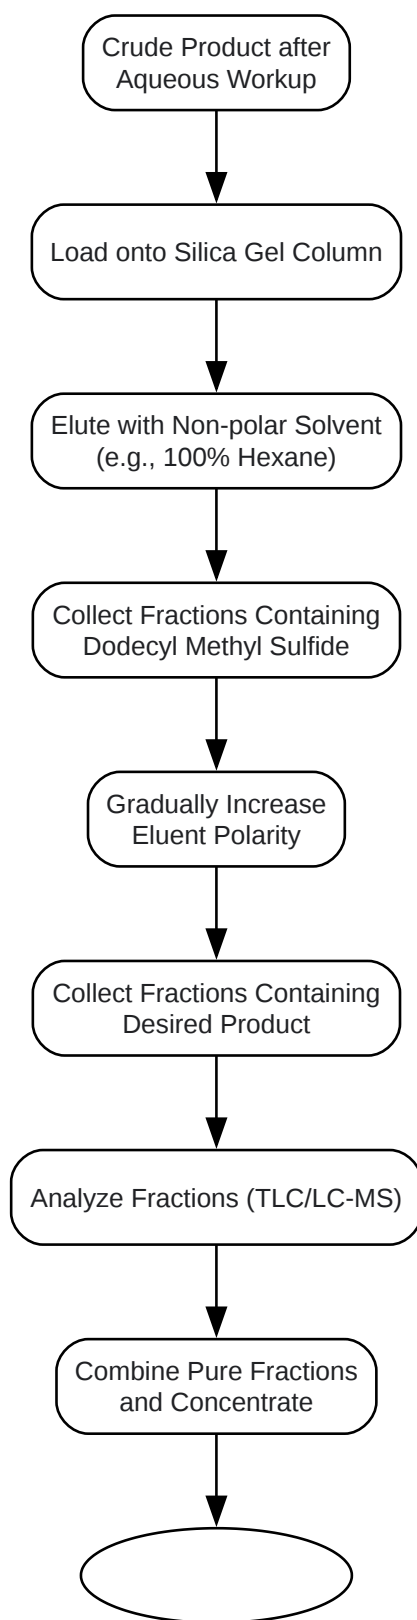 Crude Product after
Aqueous Workup
Load onto Silica Gel Column
Elute with Non-polar Solvent
(e.g., 100% Hexane)
Collect Fractions Containing
Dodecyl Methyl Sulfide
Gradually Increase
Eluent Polarity
Collect Fractions Containing
Desired Product
Analyze Fractions (TLC/LC-MS)
Combine Pure Fractions
and Concentrate